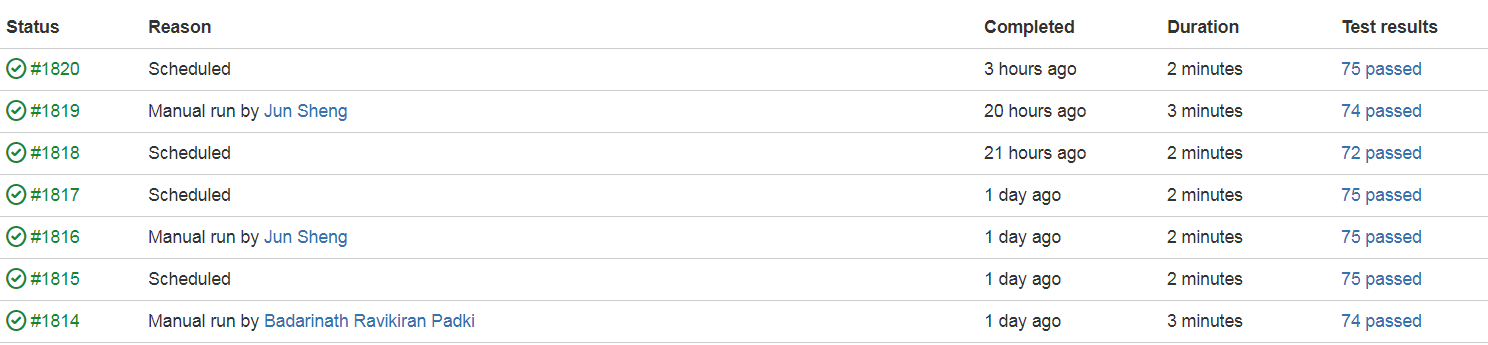 Status Reason Completed Duration Test results
#1820 Scheduled 3 hours ago 2 minutes 75 passed
#1819 Manual run by Jun Sheng 20 hours ago 3 minutes 74 passed
#1818 Scheduled 21 hours ago 2 minutes 72 passed
#1817 Scheduled 1 day ago 2 minutes 75 passed
#1816 Manual run by Jun Sheng 1 day ago 2 minutes 75 passed
#1815 Scheduled 1 day ago 2 minutes 75 passed
#1814 Manual run by Badarinath Ravikiran Padki 1 day ago 3 minutes 74 passed